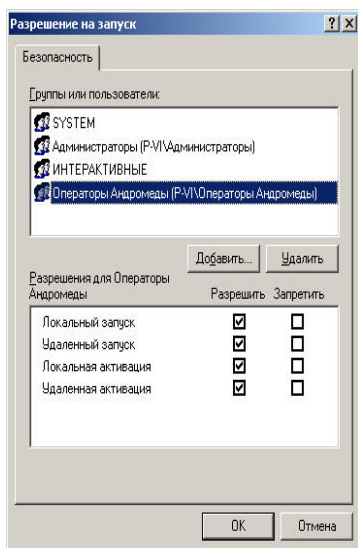 Разрешение на запуск
Безопасность
Группы или пользователи:
SYSTEM
Администраторы (P-VI\Администраторы)
ИНТЕРАКТИВНЫЕ
Операторы Андромеды (P-VI\Операторы Андромеды)
Добавить... Удалить
Разрешения для Операторы
Андромеды Разрешить Запретить
Локальный запуск
Удаленный запуск
Локальная активация
Удаленная активация
OK Отмена